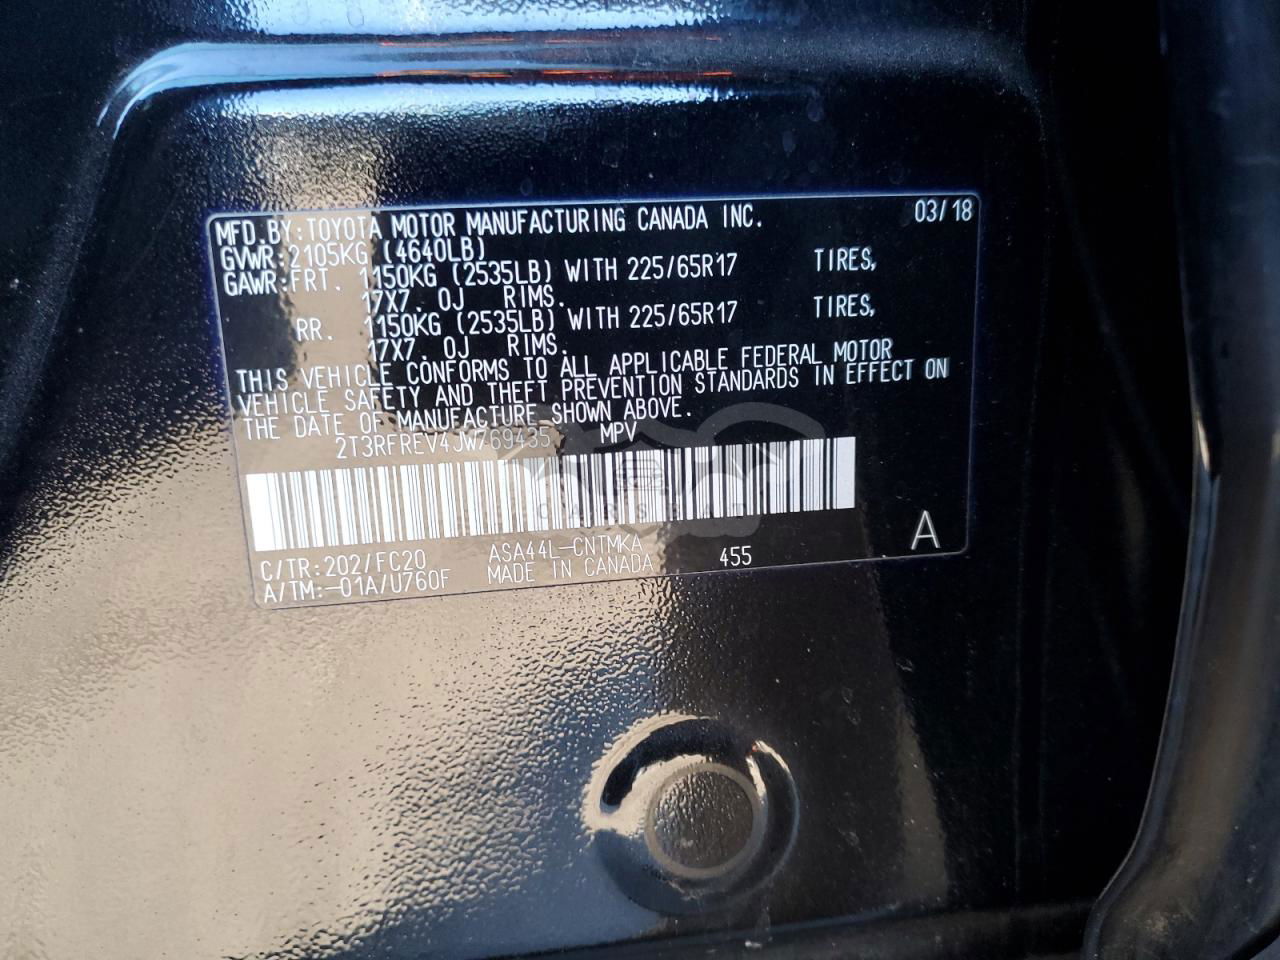 MFD.BY:TOYOTA MOTOR MANUFACTURING CANADA INC. 03/18
GVWR:2105KG (4640LB)
GAWR:FRT. 1150KG (2535LB) WITH 225/65R17 TIRES,
17X7.0J RIMS.
RR. 1150KG (2535LB) WITH 225/65R17 TIRES,
17X7.0J RIMS.
THIS VEHICLE CONFORMS TO ALL APPLICABLE FEDERAL MOTOR
VEHICLE SAFETY AND THEFT PREVENTION STANDARDS IN EFFECT ON
THE DATE OF MANUFACTURE SHOWN ABOVE.
2T3RFREV4JW769435 MPV
C/TR:202/FC20 ASA44L-CNTMKA 455 A
A/TM:-01A/U760F MADE IN CANADA